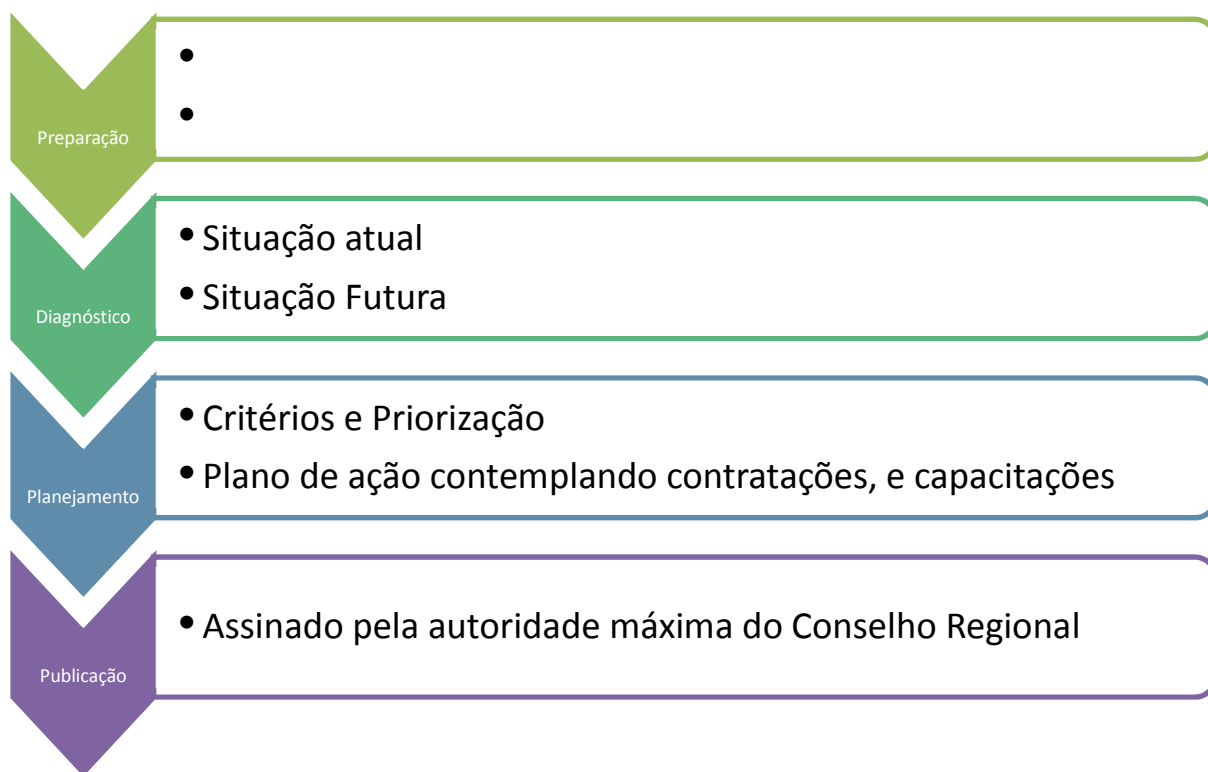 Preparação
•
•
Diagnóstico
• Situação atual
• Situação Futura
Planejamento
• Critérios e Priorização
• Plano de ação contemplando contratações, e capacitações
Publicação
• Assinado pela autoridade máxima do Conselho Regional